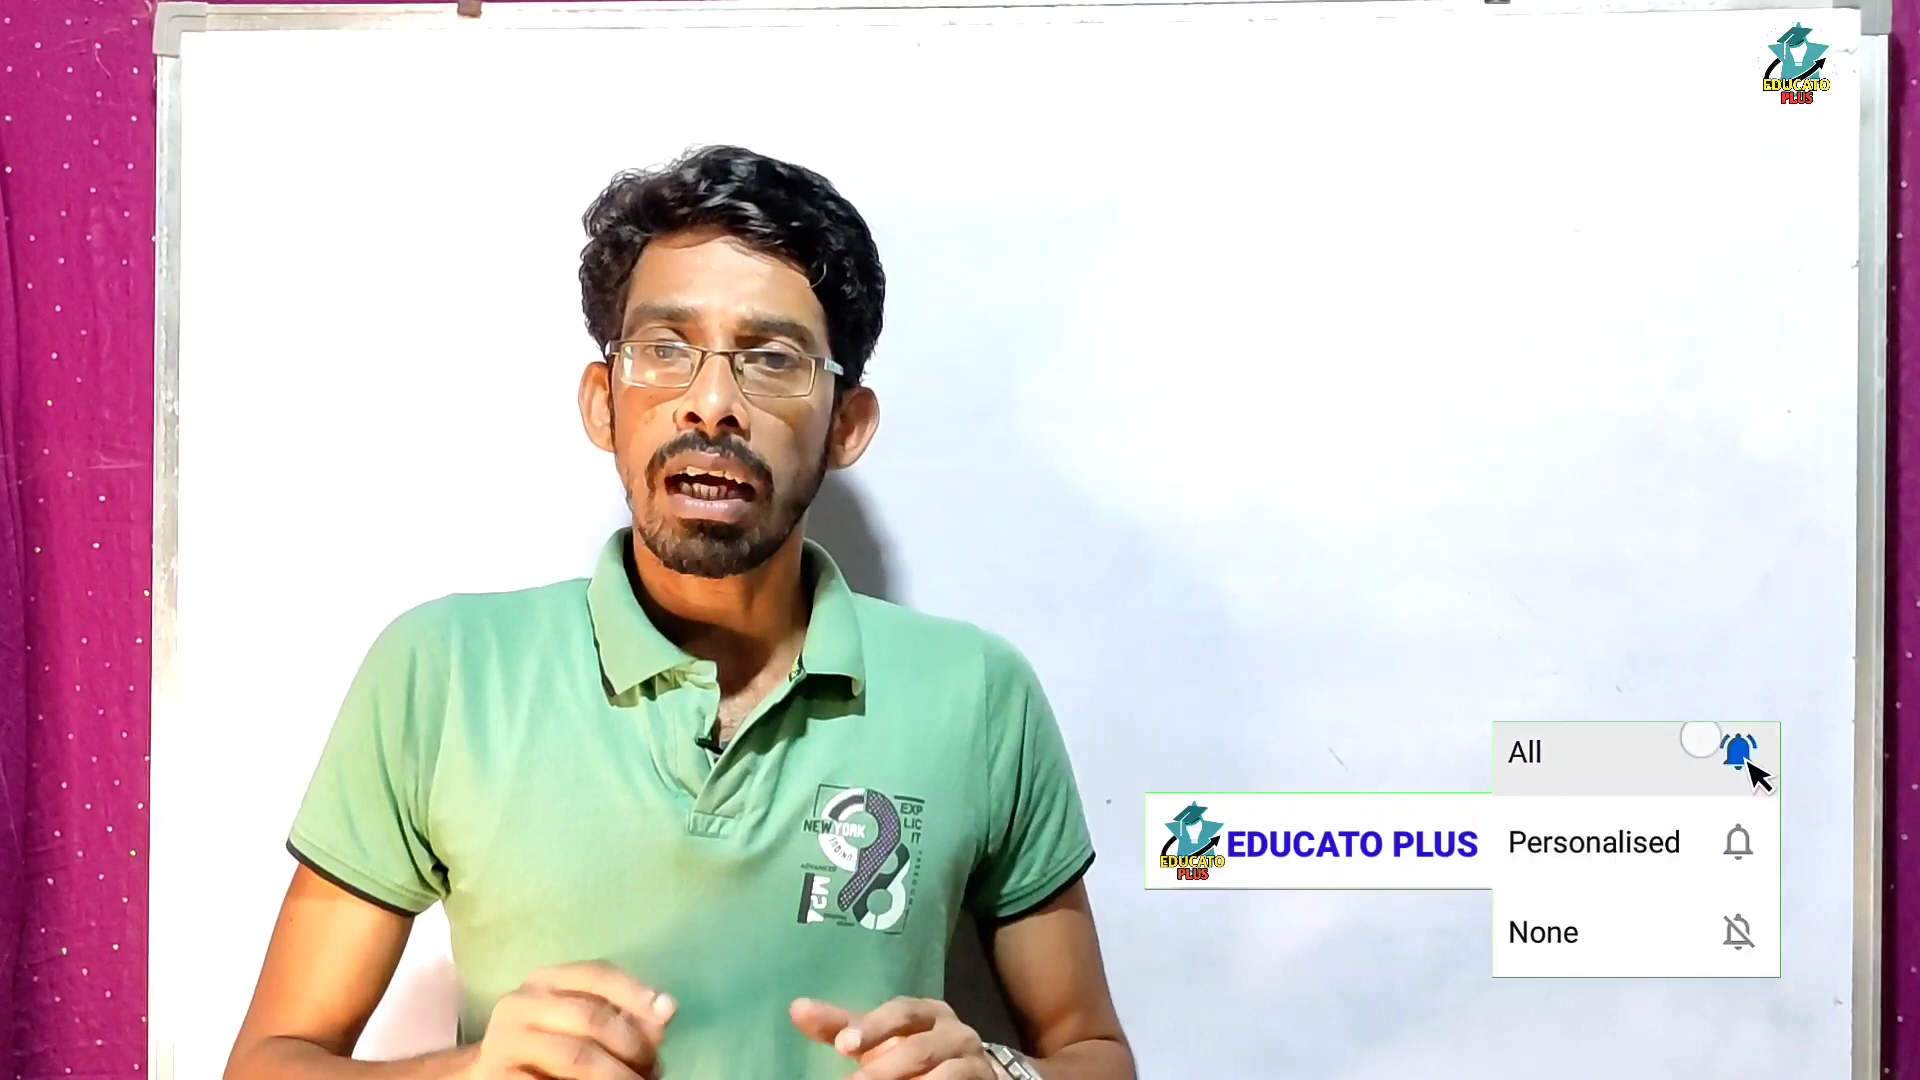 EDUCATO
PLUS
NEW YORK
EXP
LIC
IT
All
EDUCATO
PLUS
EDUCATO PLUS
Personalised
None